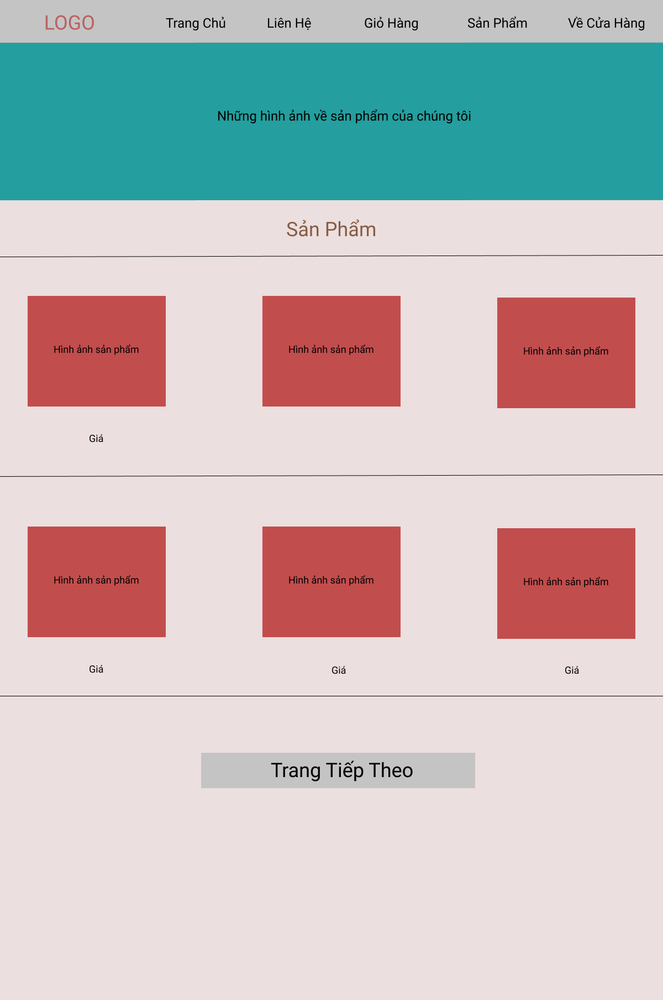 LOGO
Trang Chủ
Liên Hệ
Giỏ Hàng
Sản Phẩm
Về Cửa Hàng
Những hình ảnh về sản phẩm của chúng tôi
Sản Phẩm
Hình ảnh sản phẩm
Hình ảnh sản phẩm
Hình ảnh sản phẩm
Giá
Hình ảnh sản phẩm
Hình ảnh sản phẩm
Hình ảnh sản phẩm
Giá
Giá
Giá
Trang Tiếp Theo